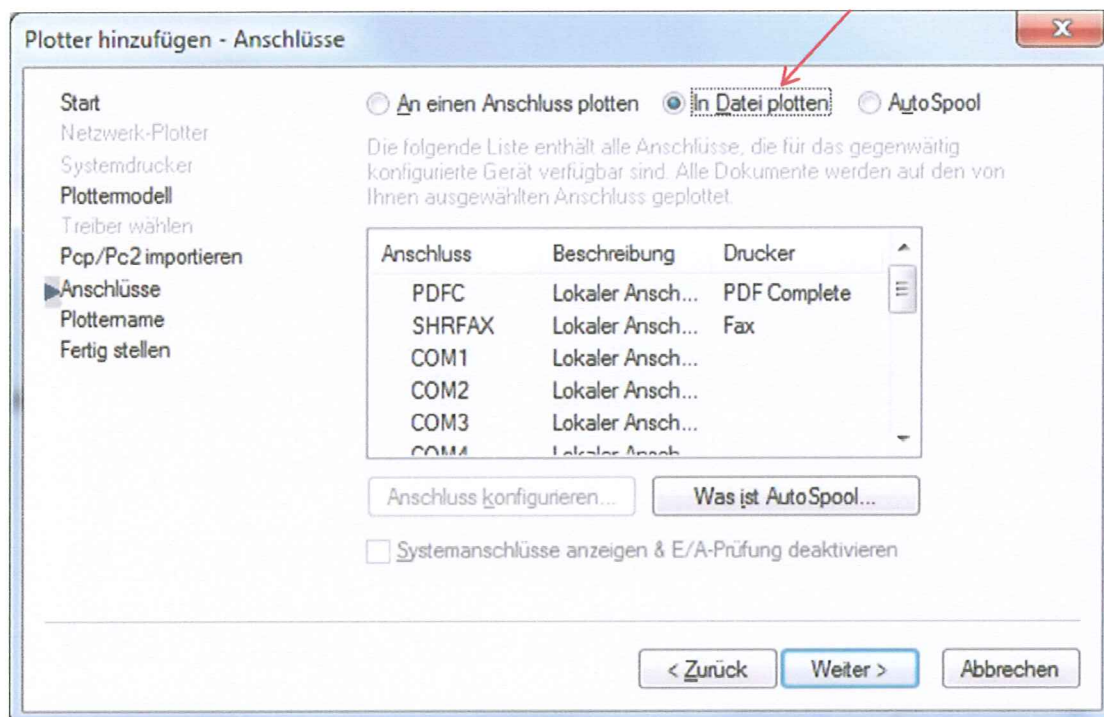 Plotter hinzufügen - Anschlüsse
Start
Netzwerk-Plotter
Systemdrucker
Plottermodell
Treiber wählen
Pcp/Pc2 importieren
Anschlüsse
Plottername
Fertig stellen
An einen Anschluss plotten In Datei plotten AutoSpool
Die folgende Liste enthält alle Anschlüsse, die für das gegenwärtig
konfigurierte Gerät verfügbar sind. Alle Dokumente werden auf den von
Ihnen ausgewählten Anschluss geplottet.
Anschluss Beschreibung Drucker
PDFC Lokaler Ansch... PDF Complete
SHRFAX Lokaler Ansch... Fax
COM1 Lokaler Ansch...
COM2 Lokaler Ansch...
COM3 Lokaler Ansch...
COM4 Lokaler Ansch...
Anschluss konfigurieren... Was ist AutoSpool...
Systemanschlüsse anzeigen & E/A-Prüfung deaktivieren
< Zurück Weiter > Abbrechen